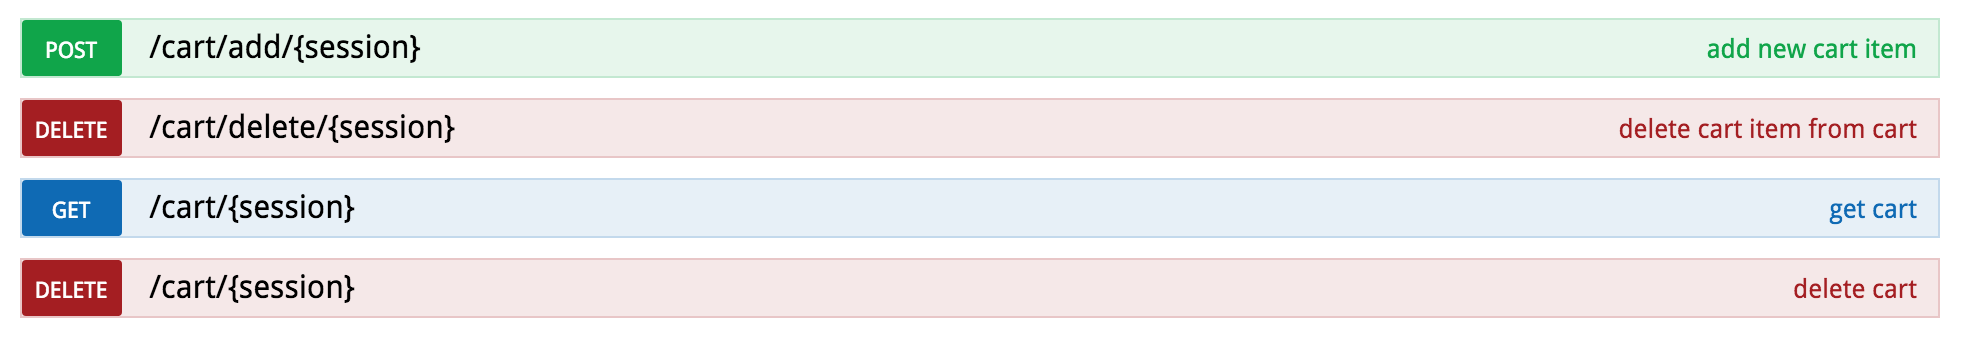 POST /cart/add/{session} add new cart item
DELETE /cart/delete/{session} delete cart item from cart
GET /cart/{session} get cart
DELETE /cart/{session} delete cart